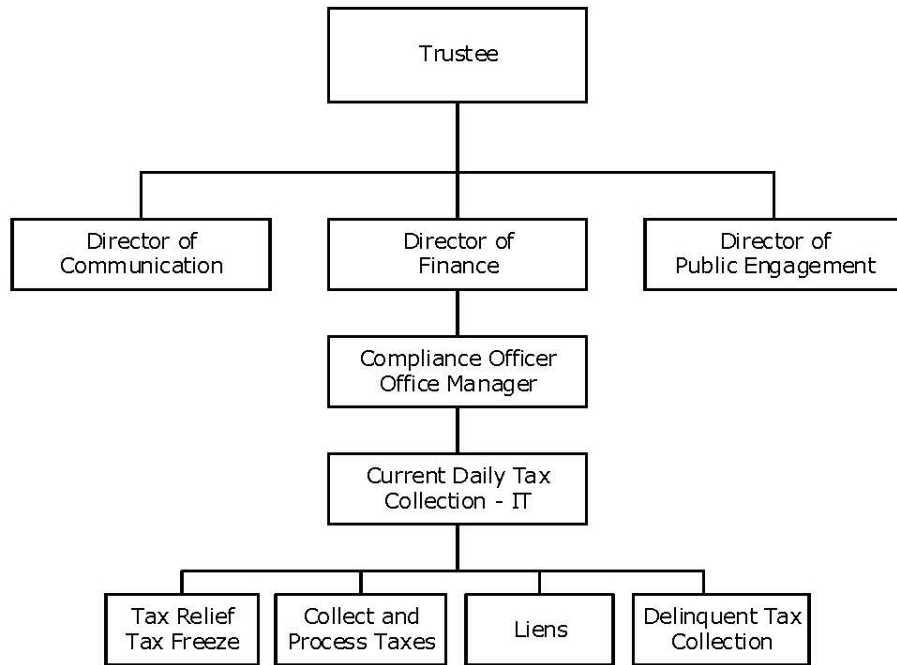 Trustee
Director of
Communication
Director of
Finance
Director of
Public Engagement
Compliance Officer
Office Manager
Current Daily Tax
Collection - IT
Tax Relief
Tax Freeze
Collect and
Process Taxes
Liens
Delinquent Tax
Collection